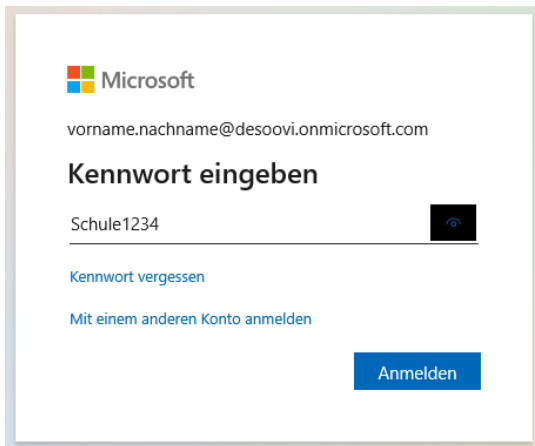 Microsoft
vorname.nachname@desoovi.onmicrosoft.com
Kennwort eingeben
Schule1234
Kennwort vergessen
Mit einem anderen Konto anmelden
Anmelden